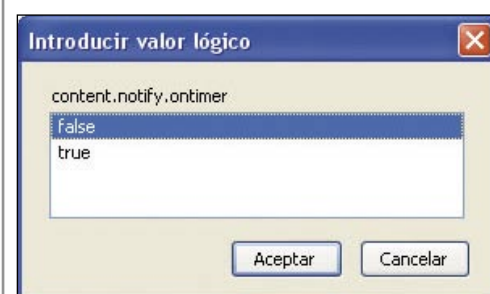 Introducir valor lógico
content.notify.ontimer
false
true
Aceptar
Cancelar